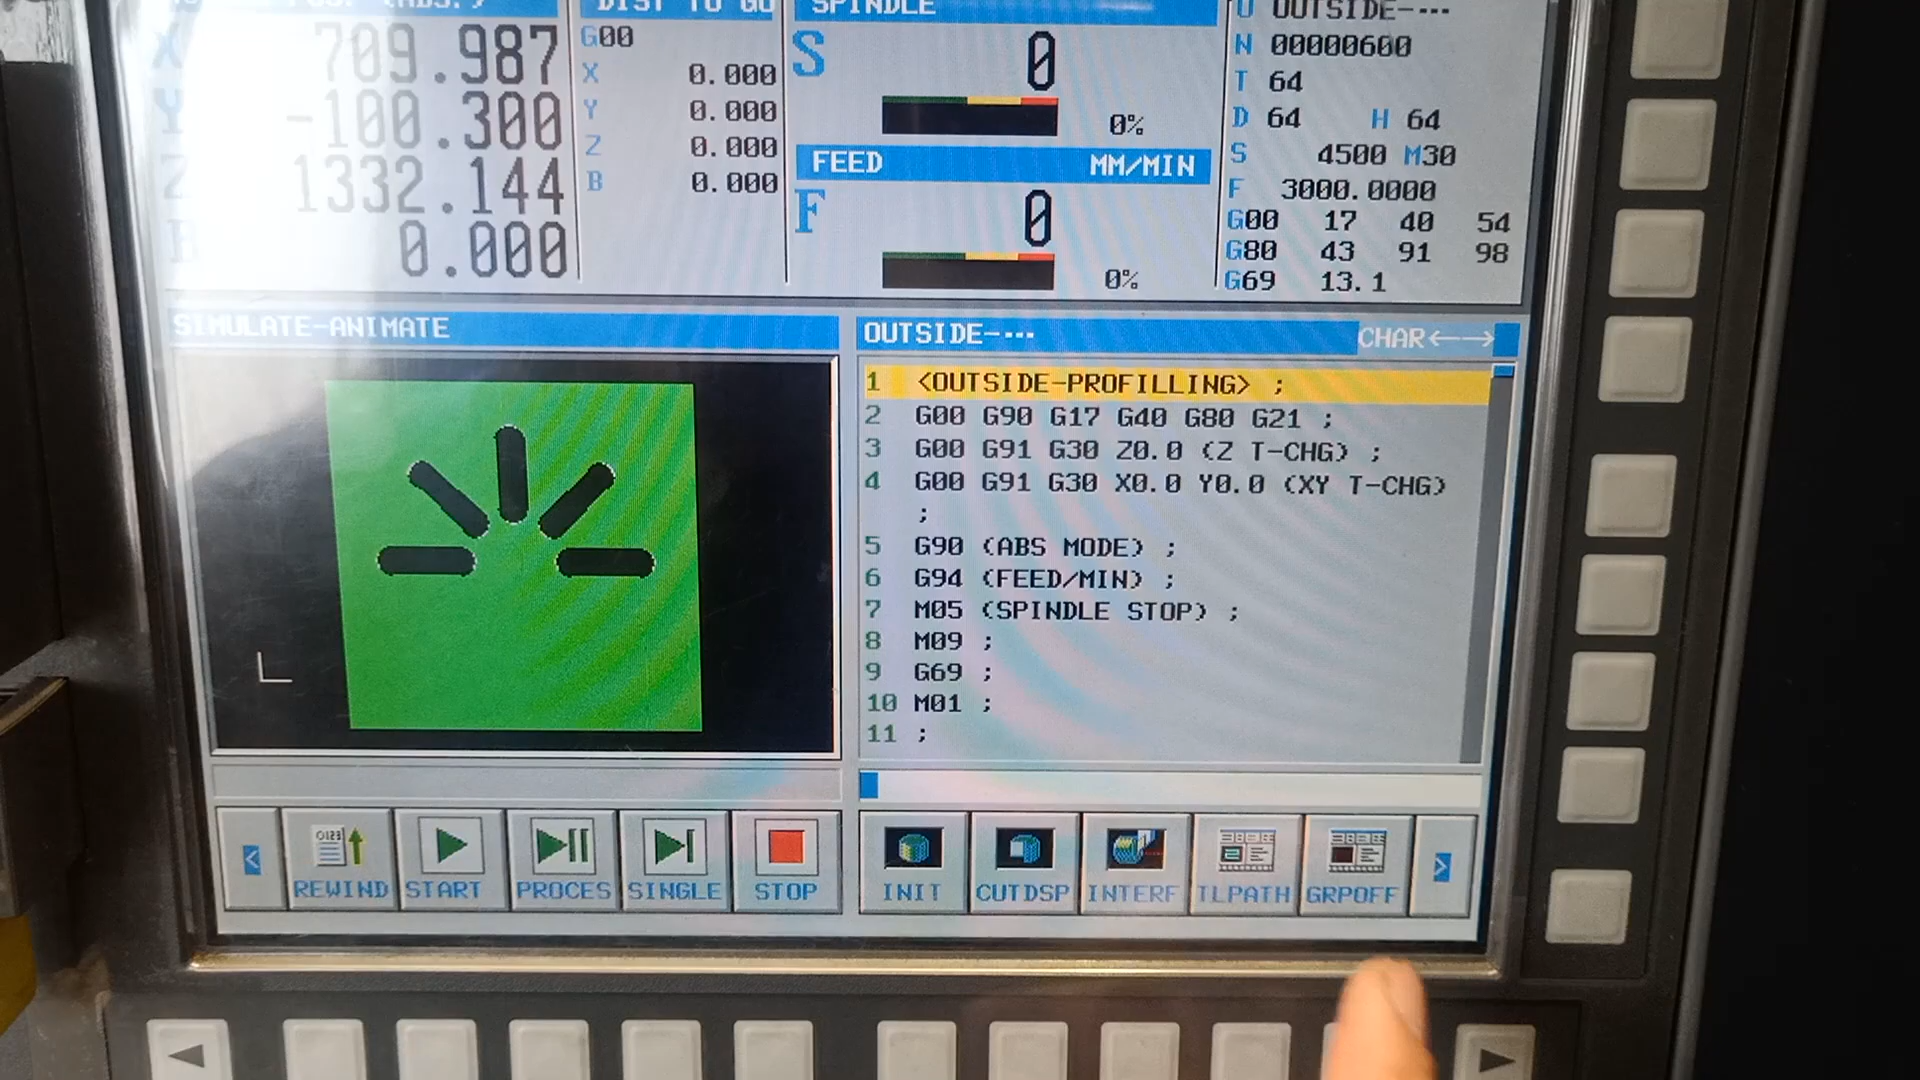 DIST TO GO
SPINDLE
O OUTSIDE----
X 709.987
Y -100.300
Z 1332.144
B 0.000
G00
X 0.000
Y 0.000
Z 0.000
B 0.000
S 0
0%
FEED MM/MIN
F 0
0%
N 00000600
T 64
D 64 H 64
S 4500 M30
F 3000.0000
G00 17 40 54
G80 43 91 98
G69 13.1
SIMULATE-ANIMATE
OUTSIDE---- CHAR←→
1 <OUTSIDE-PROFILLING> ;
2 G00 G90 G17 G40 G80 G21 ;
3 G00 G91 G30 Z0.0 (Z T-CHG) ;
4 G00 G91 G30 X0.0 Y0.0 (XY T-CHG)
;
5 G90 (ABS MODE) ;
6 G94 (FEED/MIN) ;
7 M05 (SPINDLE STOP) ;
8 M09 ;
9 G69 ;
10 M01 ;
11 ;
< REWIND START PROCES SINGLE STOP
INIT CUTDSP INTERF TLPATH GRPOFF >